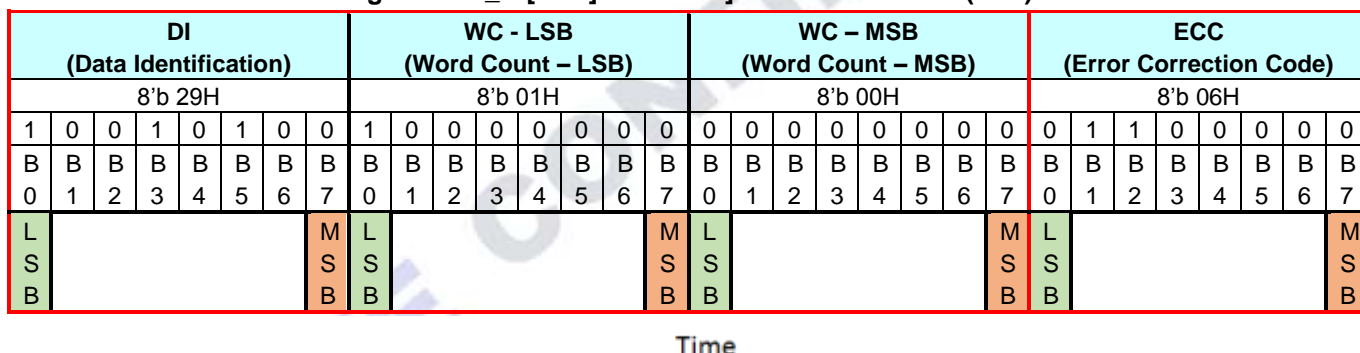 DI WC - LSB WC – MSB ECC
(Data Identification) (Word Count – LSB) (Word Count – MSB) (Error Correction Code)
8’b 29H 8’b 01H 8’b 00H 8’b 06H
1 0 0 1 0 1 0 0 1 0 0 0 0 0 0 0 0 0 0 0 0 0 0 0 0 1 1 0 0 0 0 0
B B B B B B B B B B B B B B B B B B B B B B B B B B B B B B B B
0 1 2 3 4 5 6 7 0 1 2 3 4 5 6 7 0 1 2 3 4 5 6 7 0 1 2 3 4 5 6 7
L M L M L M L M
S S S S S S S S
B B B B B B B B
Time